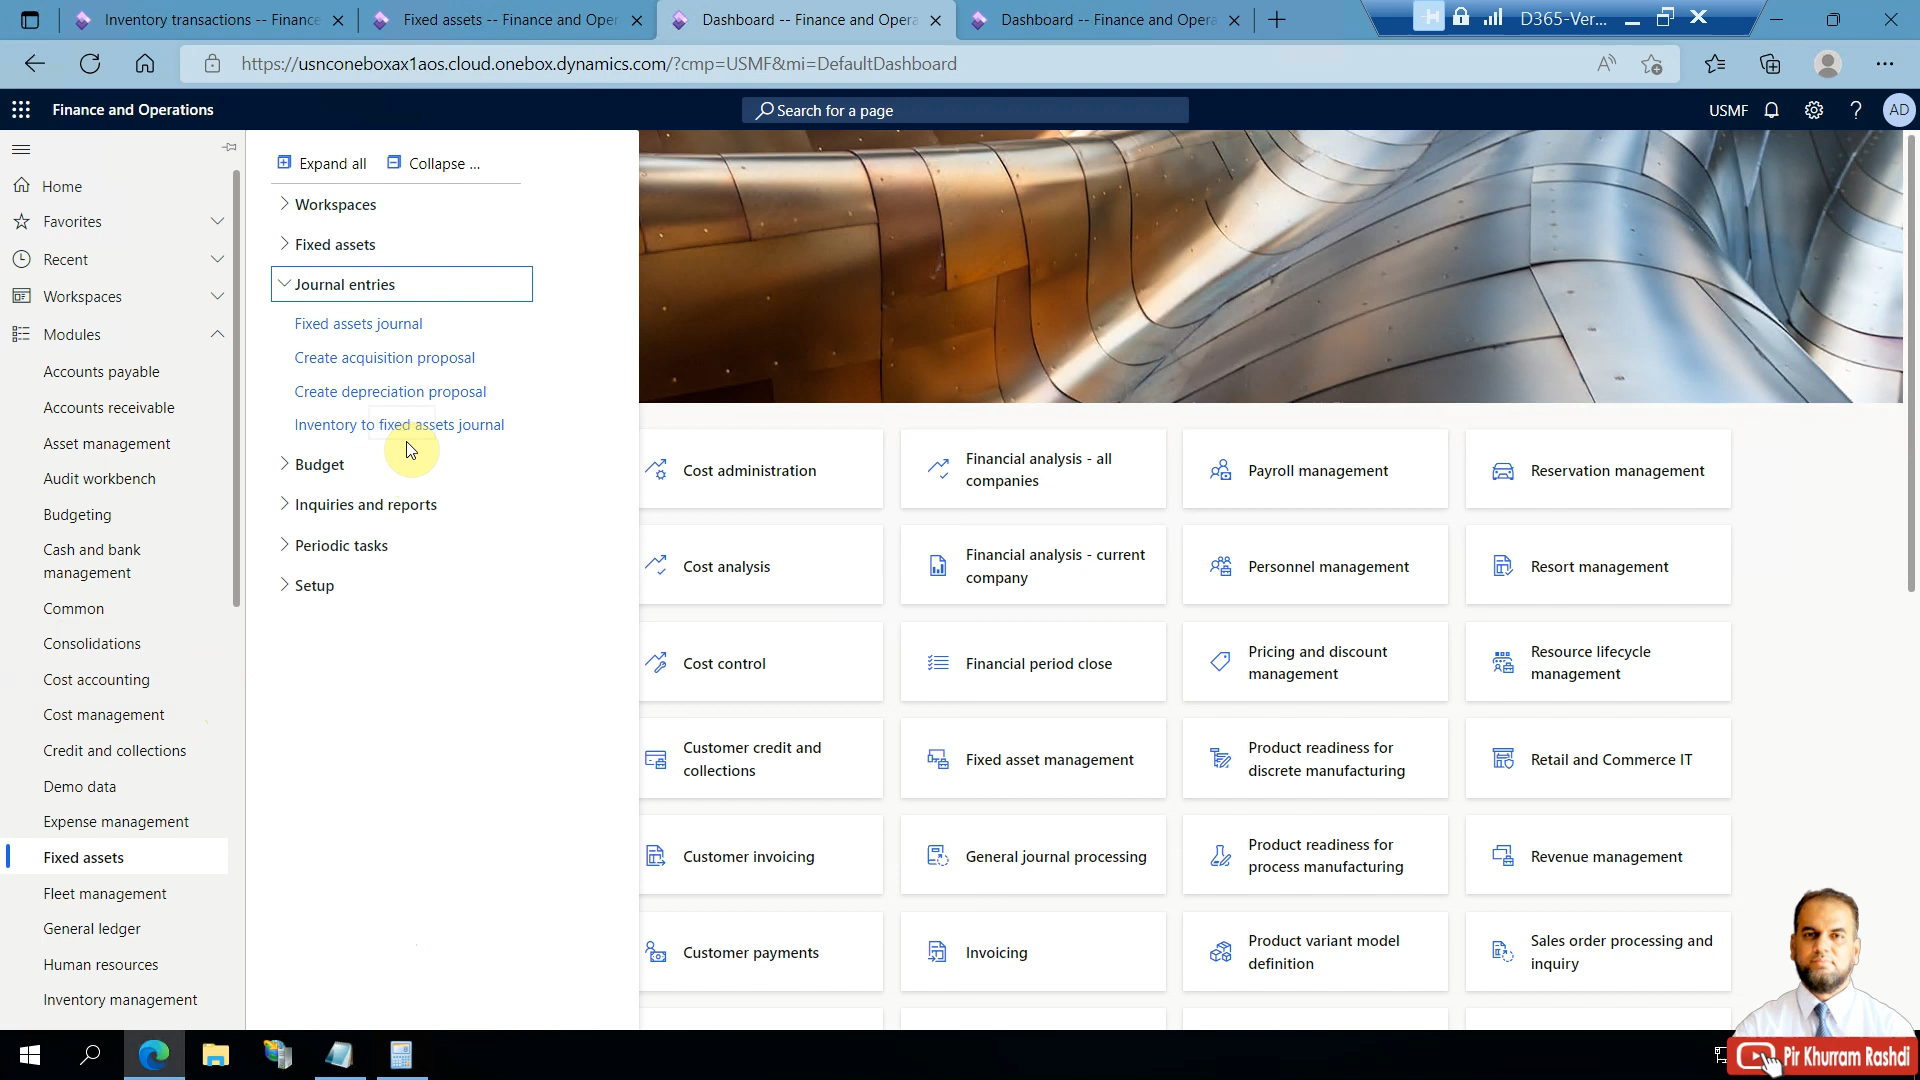 Inventory transactions -- Finance
Fixed assets -- Finance and Oper
Dashboard -- Finance and Opera
Dashboard -- Finance and Opera
D365-Ver...
https://usnconeboxax1aos.cloud.onebox.dynamics.com/?cmp=USMF&mi=DefaultDashboard
Finance and Operations
Search for a page
USMF
?
AD
Home
Favorites
Recent
Workspaces
Modules
Accounts payable
Accounts receivable
Asset management
Audit workbench
Budgeting
Cash and bank
management
Common
Consolidations
Cost accounting
Cost management
Credit and collections
Demo data
Expense management
Fixed assets
Fleet management
General ledger
Human resources
Inventory management
Expand all
Collapse ...
Workspaces
Fixed assets
Journal entries
Fixed assets journal
Create acquisition proposal
Create depreciation proposal
Inventory to fixed assets journal
Budget
Inquiries and reports
Periodic tasks
Setup
Cost administration
Financial analysis - all
companies
Payroll management
Reservation management
Cost analysis
Financial analysis - current
company
Personnel management
Resort management
Cost control
Financial period close
Pricing and discount
management
Resource lifecycle
management
Customer credit and
collections
Fixed asset management
Product readiness for
discrete manufacturing
Retail and Commerce IT
Customer invoicing
General journal processing
Product readiness for
process manufacturing
Revenue management
Customer payments
Invoicing
Product variant model
definition
Sales order processing and
inquiry
Pir Khurram Rashdi